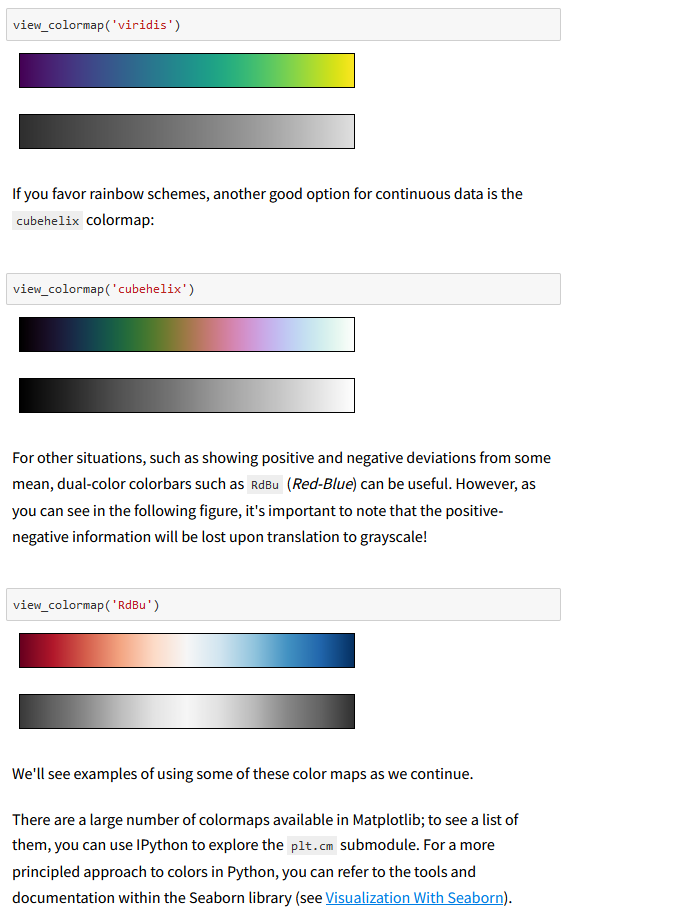 view_colormap('viridis')
If you favor rainbow schemes, another good option for continuous data is the
cubehelix colormap:
view_colormap('cubehelix')
For other situations, such as showing positive and negative deviations from some
mean, dual-color colorbars such as RdBu (Red-Blue) can be useful. However, as
you can see in the following figure, it's important to note that the positive-
negative information will be lost upon translation to grayscale!
view_colormap('RdBu')
We'll see examples of using some of these color maps as we continue.
There are a large number of colormaps available in Matplotlib; to see a list of
them, you can use IPython to explore the plt.cm submodule. For a more
principled approach to colors in Python, you can refer to the tools and
documentation within the Seaborn library (see Visualization With Seaborn).